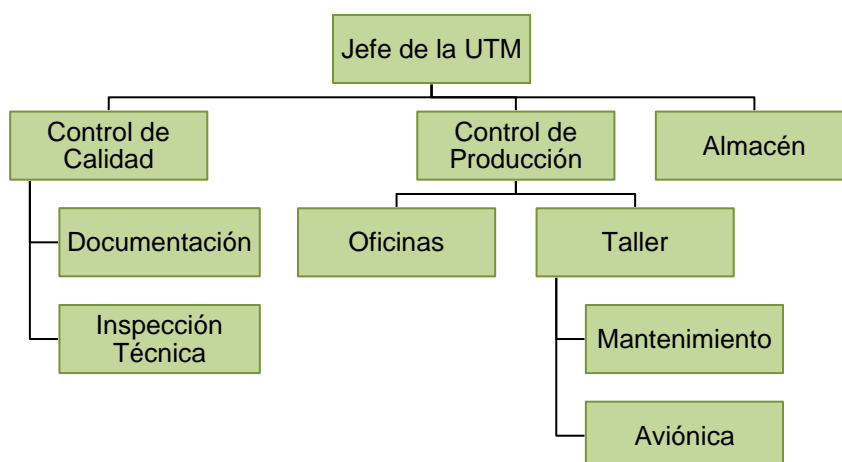 Jefe de la UTM
Control de
Calidad
Control de
Producción
Almacén
Documentación
Oficinas
Taller
Inspección
Técnica
Mantenimiento
Aviónica